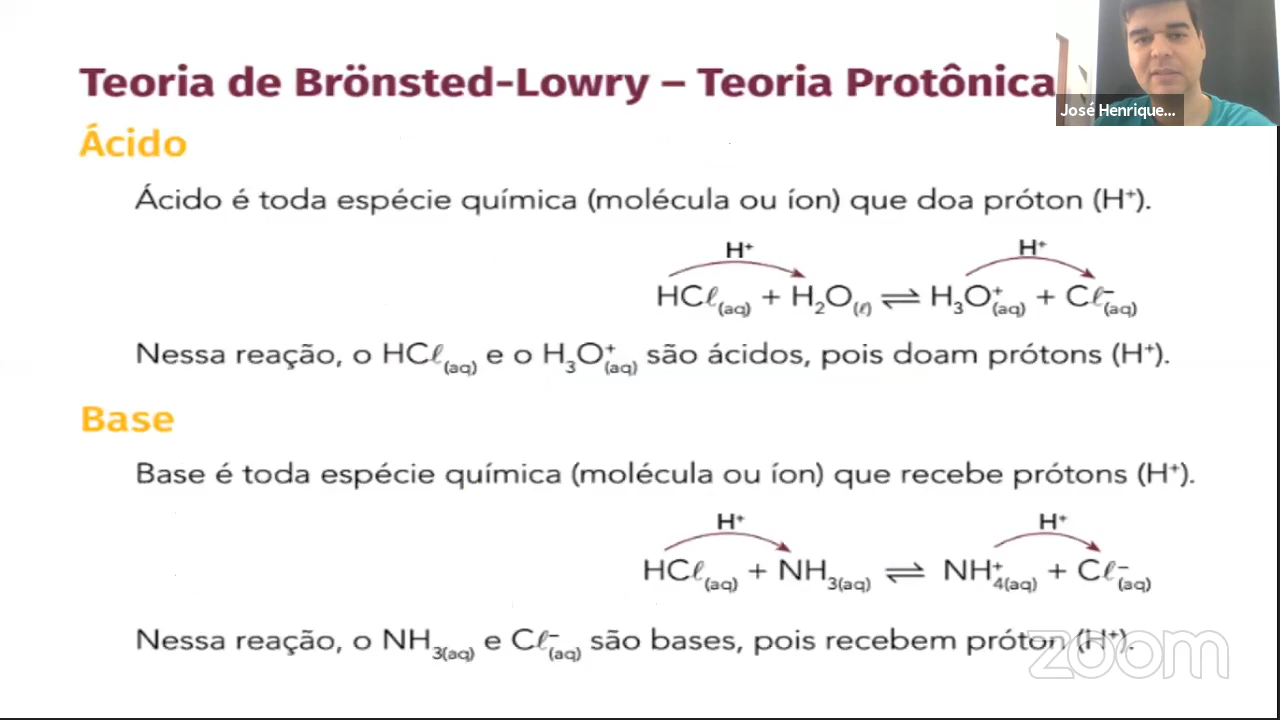 Teoria de Brönsted-Lowry – Teoria Protônica
José Henrique...
Ácido
Ácido é toda espécie química (molécula ou íon) que doa próton (H⁺).
H⁺ H⁺
HCℓ(aq) + H₂O(ℓ) ⇌ H₃O⁺(aq) + Cℓ⁻(aq)
Nessa reação, o HCℓ(aq) e o H₃O⁺(aq) são ácidos, pois doam prótons (H⁺).
Base
Base é toda espécie química (molécula ou íon) que recebe prótons (H⁺).
H⁺ H⁺
HCℓ(aq) + NH₃(aq) ⇌ NH₄⁺(aq) + Cℓ⁻(aq)
Nessa reação, o NH₃(aq) e Cℓ⁻(aq) são bases, pois recebem próton (H⁺).
zoom